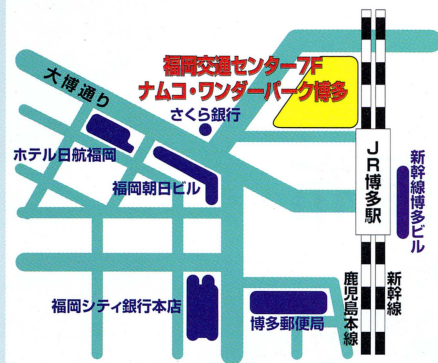 福岡交通センター7F
ナムコ・ワンダーパーク博多
大博通り
さくら銀行
ホテル日航福岡
福岡朝日ビル
JR博多駅
新幹線博多ビル
福岡シティ銀行本店
博多郵便局
鹿児島本線
新幹線